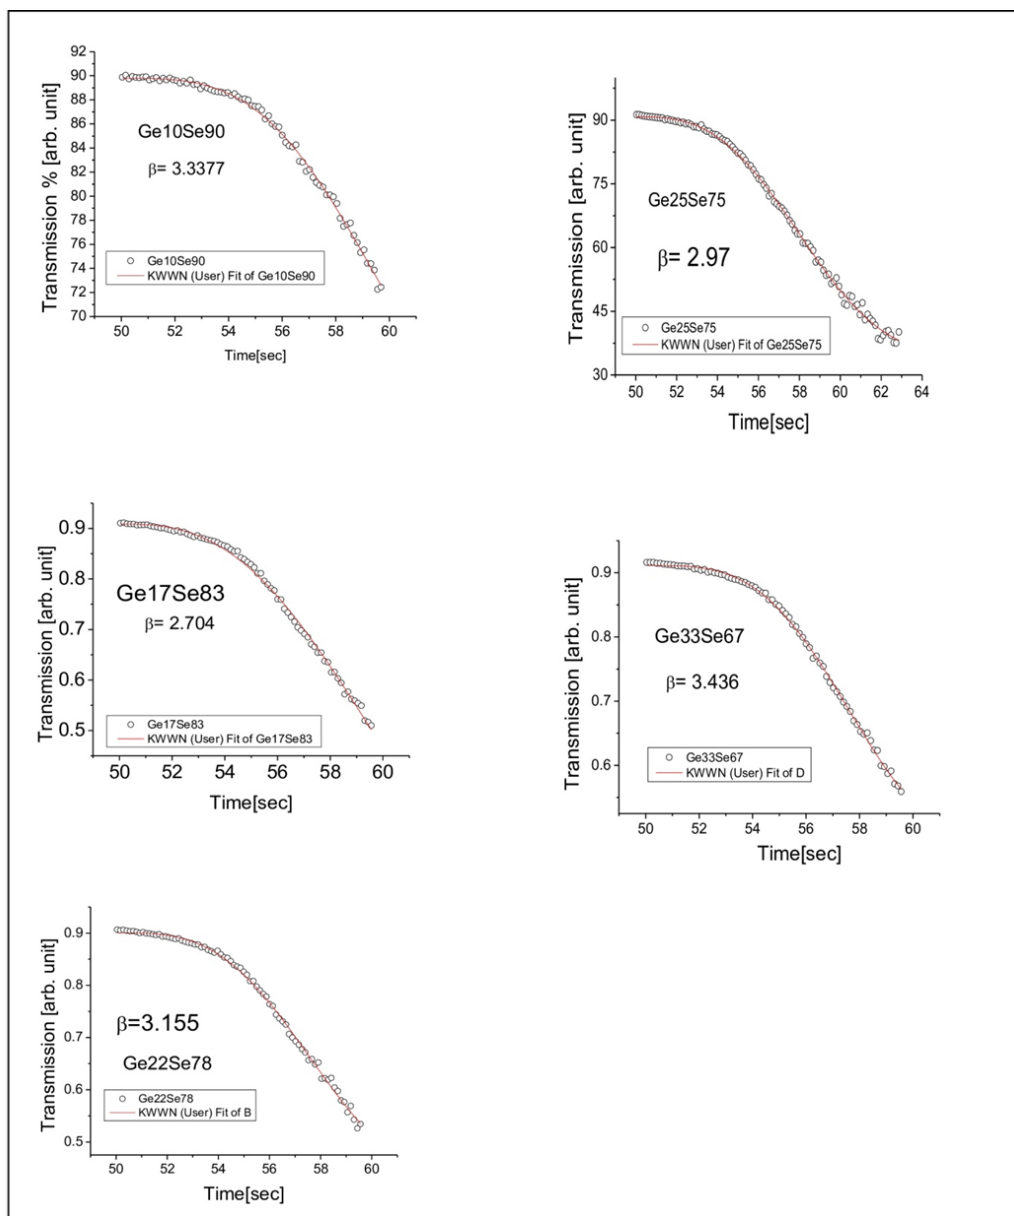 92
90
88
86
84
82
80
78
76
74
72
70
Transmission % [arb. unit]
Ge10Se90
β= 3.3377
Ge10Se90
KWWN (User) Fit of Ge10Se90
50 52 54 56 58 60
Time[sec]
90
75
60
45
30
Transmission [arb. unit]
Ge25Se75
β= 2.97
Ge25Se75
KWWN (User) Fit of Ge25Se75
50 52 54 56 58 60 62 64
Time[sec]
0.9
0.8
0.7
0.6
0.5
Transmission [arb. unit]
Ge17Se83
β= 2.704
Ge17Se83
KWWN (User) Fit of Ge17Se83
50 52 54 56 58 60
Time[sec]
0.9
0.8
0.7
0.6
Transmission [arb. unit]
Ge33Se67
β= 3.436
Ge33Se67
KWWN (User) Fit of D
50 52 54 56 58 60
Time[sec]
0.9
0.8
0.7
0.6
0.5
Transmission [arb. unit]
β=3.155
Ge22Se78
Ge22Se78
KWWN (User) Fit of B
50 52 54 56 58 60
Time[sec]